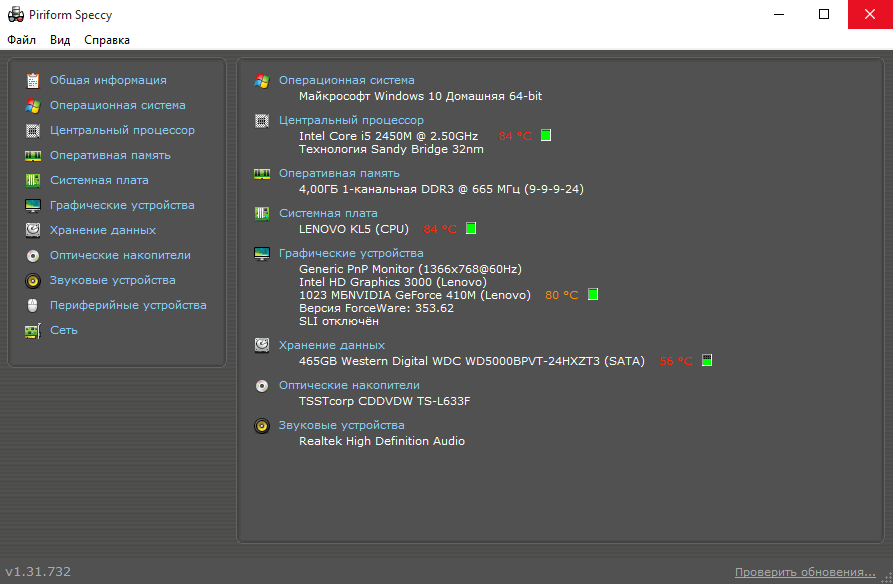 Piriform Speccy
Файл Вид Справка
Общая информация
Операционная система
Центральный процессор
Оперативная память
Системная плата
Графические устройства
Хранение данных
Оптические накопители
Звуковые устройства
Периферийные устройства
Сеть
Операционная система
Майкрософт Windows 10 Домашняя 64-bit
Центральный процессор
Intel Core i5 2450M @ 2.50GHz 84 °C
Технология Sandy Bridge 32nm
Оперативная память
4,00ГБ 1-канальная DDR3 @ 665 МГц (9-9-9-24)
Системная плата
LENOVO KL5 (CPU) 84 °C
Графические устройства
Generic PnP Monitor (1366x768@60Hz)
Intel HD Graphics 3000 (Lenovo)
1023 МБNVIDIA GeForce 410M (Lenovo) 80 °C
Версия ForceWare: 353.62
SLI отключён
Хранение данных
465GB Western Digital WDC WD5000BPVT-24HXZT3 (SATA) 56 °C
Оптические накопители
TSSTcorp CDDVDW TS-L633F
Звуковые устройства
Realtek High Definition Audio
v1.31.732
Проверить обновения...